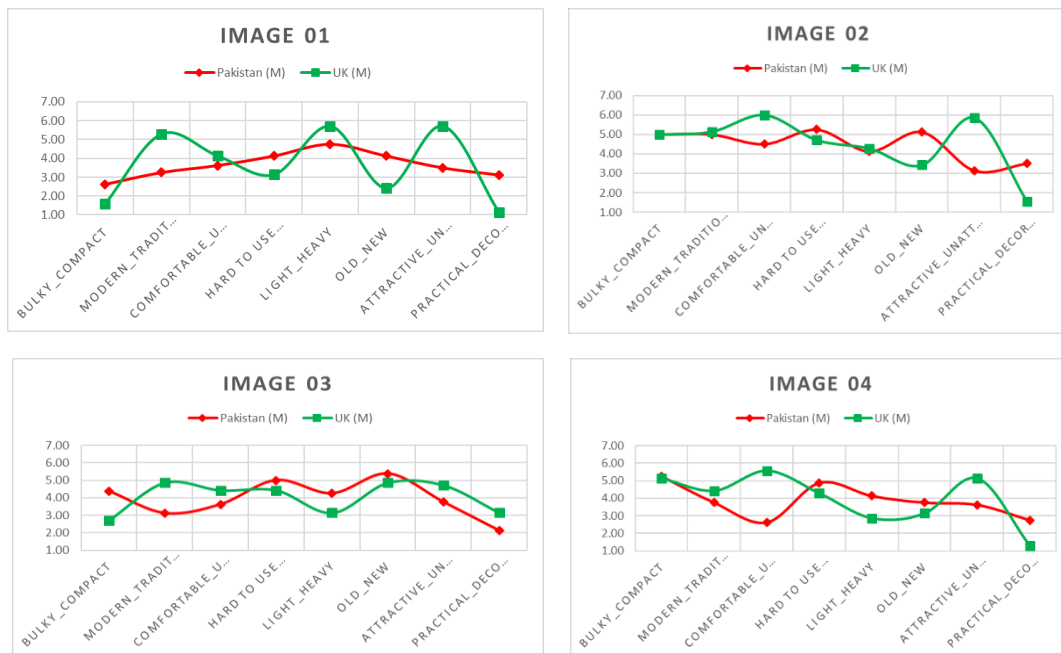 IMAGE 01
Pakistan (M) UK (M)
7.00
6.00
5.00
4.00
3.00
2.00
1.00
BULKY_COMPACT
MODERN_TRADIT...
COMFORTABLE_U...
HARD TO USE...
LIGHT_HEAVY
OLD_NEW
ATTRACTIVE_UN...
PRACTICAL_DECO...
IMAGE 02
Pakistan (M) UK (M)
7.00
6.00
5.00
4.00
3.00
2.00
1.00
BULKY_COMPACT
MODERN_TRADITIO...
COMFORTABLE_UN...
HARD TO USE...
LIGHT_HEAVY
OLD_NEW
ATTRACTIVE_UNATT...
PRACTICAL_DECOR...
IMAGE 03
Pakistan (M) UK (M)
7.00
6.00
5.00
4.00
3.00
2.00
1.00
BULKY_COMPACT
MODERN_TRADIT...
COMFORTABLE_U...
HARD TO USE...
LIGHT_HEAVY
OLD_NEW
ATTRACTIVE_UN...
PRACTICAL_DECO...
IMAGE 04
Pakistan (M) UK (M)
7.00
6.00
5.00
4.00
3.00
2.00
1.00
BULKY_COMPACT
MODERN_TRADIT...
COMFORTABLE_U...
HARD TO USE...
LIGHT_HEAVY
OLD_NEW
ATTRACTIVE_UN...
PRACTICAL_DECO...